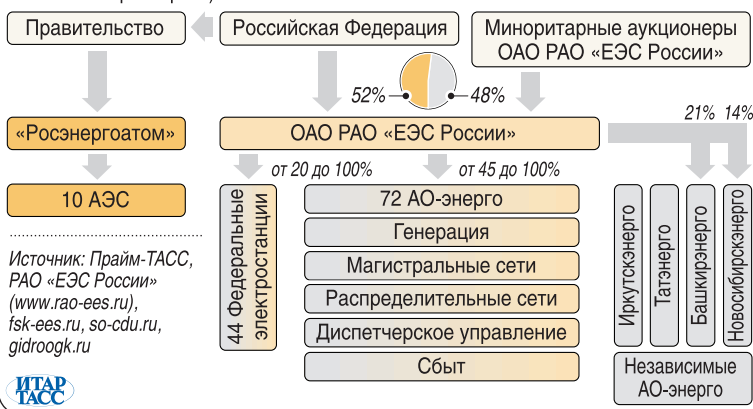 Правительство
Российская Федерация
Миноритарные аукционеры
ОАО РАО «ЕЭС России»
52%
48%
«Росэнергоатом»
ОАО РАО «ЕЭС России»
21%
14%
10 АЭС
от 20 до 100%
от 45 до 100%
44 Федеральные
электростанции
72 АО-энерго
Генерация
Магистральные сети
Распределительные сети
Диспетчерское управление
Сбыт
Иркутскэнерго
Татэнерго
Башкирэнерго
Новосибирскэнерго
Независимые
АО-энерго
Источник: Прайм-ТАСС,
РАО «ЕЭС России»
(www.rao-ees.ru),
fsk-ees.ru, so-cdu.ru,
gidroogk.ru
ИТАР
ТАСС